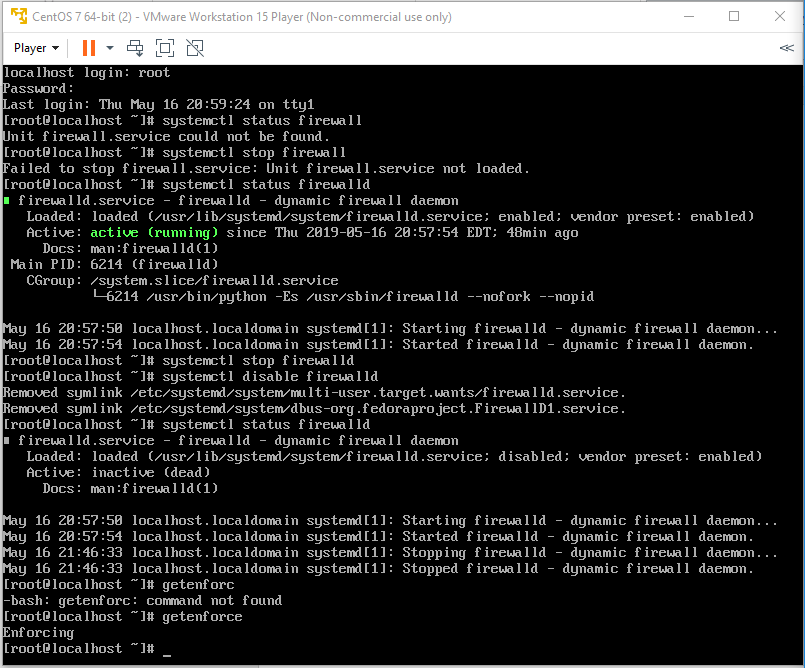 CentOS 7 64-bit (2) - VMware Workstation 15 Player (Non-commercial use only)
Player
localhost login: root
Password:
Last login: Thu May 16 20:59:24 on tty1
[root@localhost ~]# systemctl status firewall
Unit firewall.service could not be found.
[root@localhost ~]# systemctl stop firewall
Failed to stop firewall.service: Unit firewall.service not loaded.
[root@localhost ~]# systemctl status firewalld
firewalld.service - firewalld - dynamic firewall daemon
Loaded: loaded (/usr/lib/systemd/system/firewalld.service; enabled; vendor preset: enabled)
Active: active (running) since Thu 2019-05-16 20:57:54 EDT; 48min ago
Docs: man:firewalld(1)
Main PID: 6214 (firewalld)
CGroup: /system.slice/firewalld.service
└─6214 /usr/bin/python -Es /usr/sbin/firewalld --nofork --nopid
May 16 20:57:50 localhost.localdomain systemd[1]: Starting firewalld - dynamic firewall daemon...
May 16 20:57:54 localhost.localdomain systemd[1]: Started firewalld - dynamic firewall daemon.
[root@localhost ~]# systemctl stop firewalld
[root@localhost ~]# systemctl disable firewalld
Removed symlink /etc/systemd/system/multi-user.target.wants/firewalld.service.
Removed symlink /etc/systemd/system/dbus-org.fedoraproject.FirewallD1.service.
[root@localhost ~]# systemctl status firewalld
firewalld.service - firewalld - dynamic firewall daemon
Loaded: loaded (/usr/lib/systemd/system/firewalld.service; disabled; vendor preset: enabled)
Active: inactive (dead)
Docs: man:firewalld(1)
May 16 20:57:50 localhost.localdomain systemd[1]: Starting firewalld - dynamic firewall daemon...
May 16 20:57:54 localhost.localdomain systemd[1]: Started firewalld - dynamic firewall daemon.
May 16 21:46:33 localhost.localdomain systemd[1]: Stopping firewalld - dynamic firewall daemon...
May 16 21:46:33 localhost.localdomain systemd[1]: Stopped firewalld - dynamic firewall daemon.
[root@localhost ~]# getenforc
-bash: getenforc: command not found
[root@localhost ~]# getenforce
Enforcing
[root@localhost ~]# _